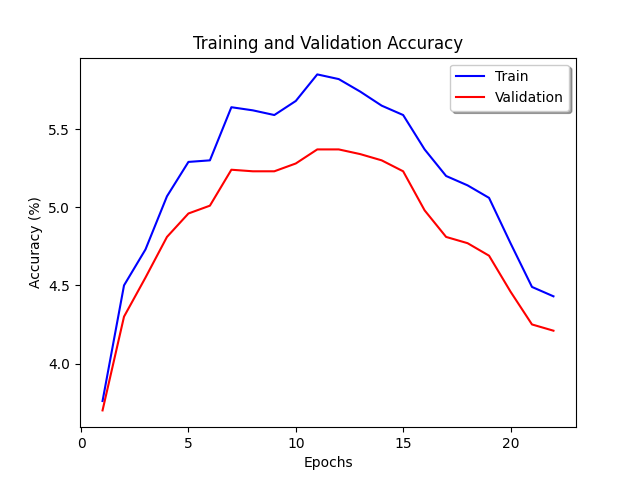 Training and Validation Accuracy
Train
Validation
5.5
5.0
4.5
4.0
Accuracy (%)
0
5
10
15
20
Epochs